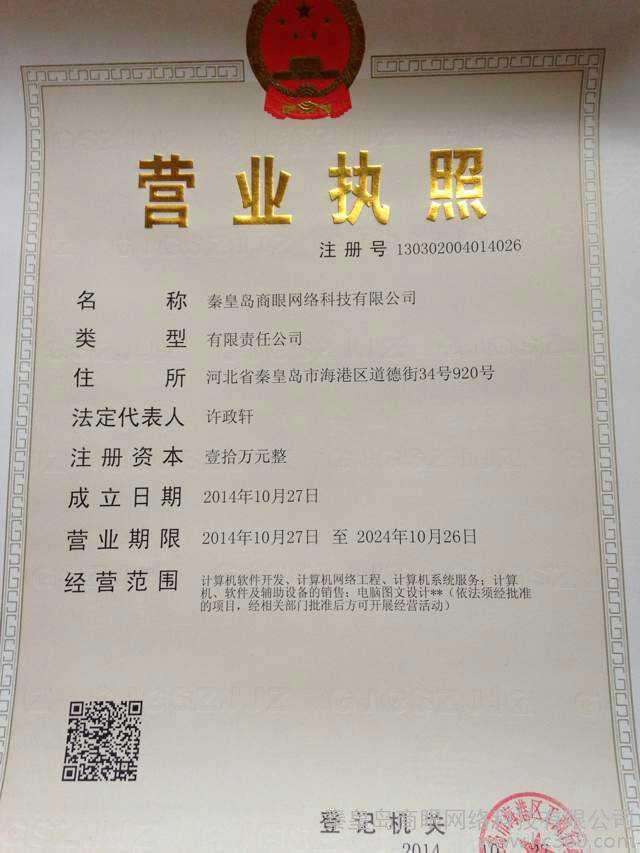 营业执照
注册号 130302004014026
名称 秦皇岛商眼网络科技有限公司
类型 有限责任公司
住所 河北省秦皇岛市海港区道德街34号920号
法定代表人 许政轩
注册资本 壹拾万元整
成立日期 2014年10月27日
营业期限 2014年10月27日 至 2024年10月26日
经营范围 计算机软件开发、计算机网络工程、计算机系统服务；计算
机、软件及辅助设备的销售；电脑图文设计**（依法须经批准
的项目，经相关部门批准后方可开展经营活动）
秦皇岛商眼网络科技有限公司
登记机关
2014